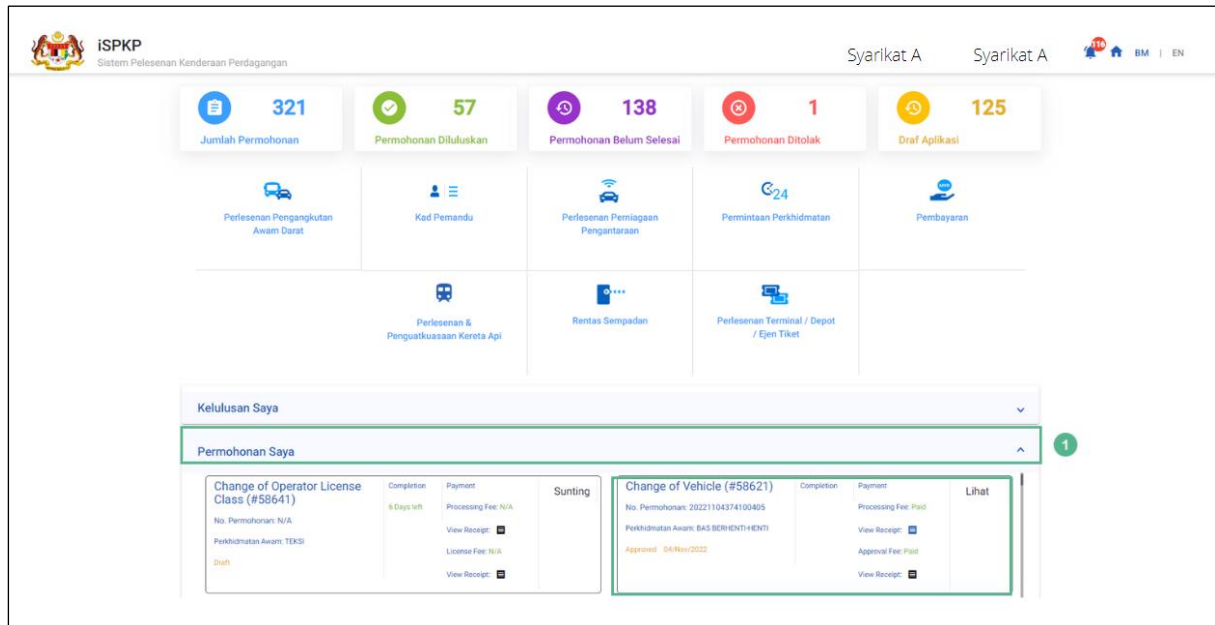 iSPKP
Sistem Pelesenan Kenderaan Perdagangan
Syarikat A
Syarikat A
116
BM | EN
321
Jumlah Permohonan
57
Permohonan Diluluskan
138
Permohonan Belum Selesai
1
Permohonan Ditolak
125
Draf Aplikasi
Perlesenan Pengangkutan
Awam Darat
Kad Pemandu
Perlesenan Perniagaan
Pengantaraan
24
Permintaan Perkhidmatan
Pembayaran
Perlesenan &
Penguatkuasaan Kereta Api
Rentas Sempadan
Perlesenan Terminal / Depot
/ Ejen Tiket
Kelulusan Saya
Permohonan Saya
1
Change of Operator License
Class (#58641)
No. Permohonan: N/A
Perkhidmatan Awam: TEKSI
Draft
Completion
6 Days left
Payment
Processing Fee: N/A
View Receipt:
License Fee: N/A
View Receipt:
Sunting
Change of Vehicle (#58621)
No. Permohonan: 20221104374100405
Perkhidmatan Awam: BAS BERHENTI-HENTI
Approved 04/Nov/2022
Completion
Payment
Processing Fee: Paid
View Receipt:
Approval Fee: Paid
View Receipt:
Lihat